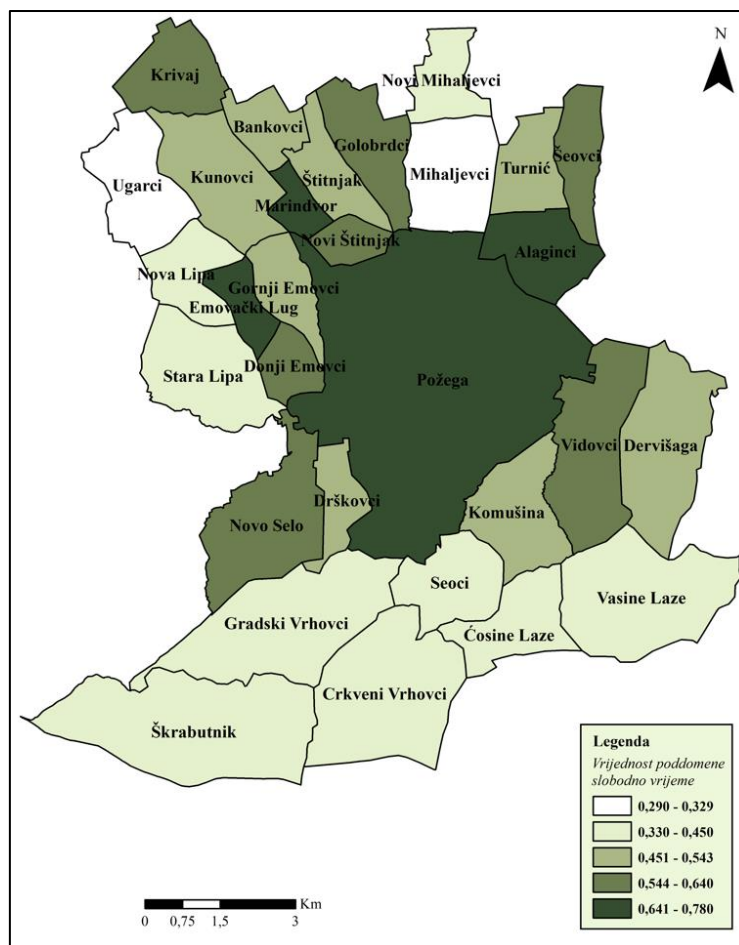 N
Krivaj
Novi Mihaljevci
Bankovci
Golobrdci
Šeovci
Ugarci
Kunovci
Štitnjak
Mihaljevci
Turnić
Marindvor
Novi Štitnjak
Alaginci
Nova Lipa
Gornji Emovci
Emovački Lug
Stara Lipa
Donji Emovci
Požega
Vidovci
Dervišaga
Drškovci
Komušina
Novo Selo
Seoci
Vasine Laze
Gradski Vrhovci
Ćosine Laze
Crkveni Vrhovci
Škrabutnik
Legenda
Vrijednost poddomene
slobodno vrijeme
0,290 - 0,329
0,330 - 0,450
0,451 - 0,543
0,544 - 0,640
0,641 - 0,780
Km
0 0,75 1,5 3